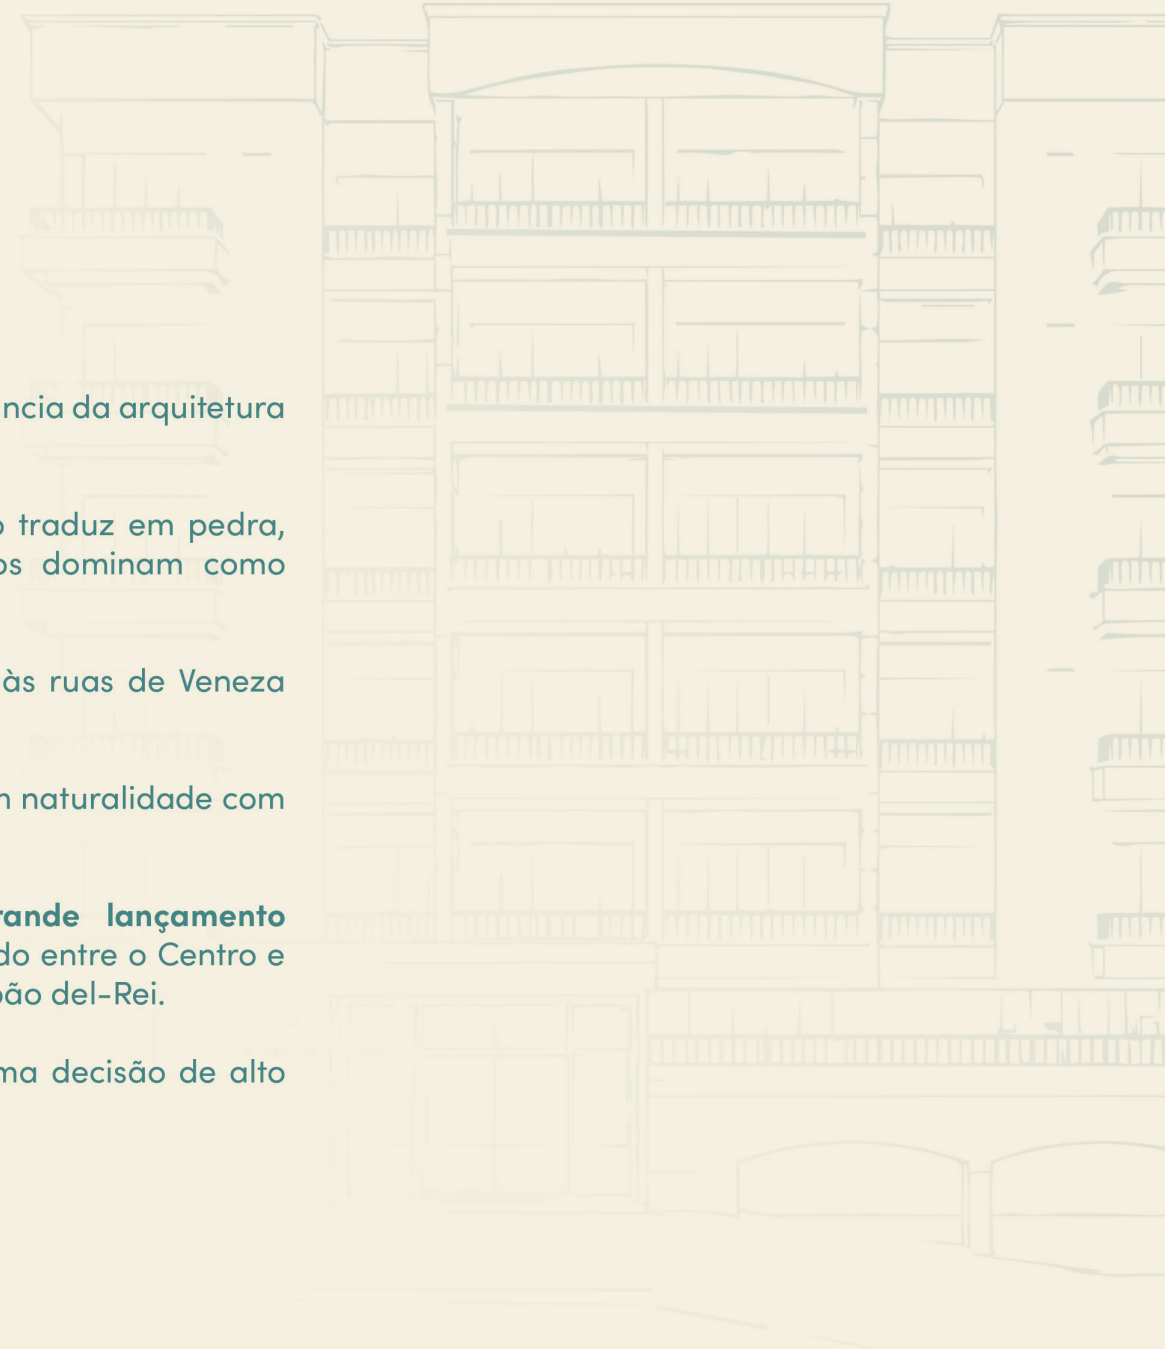 ncia da arquitetura
traduz em pedra,
os dominam como
às ruas de Veneza
naturalidade com
rande lançamento
do entre o Centro e
ão del-Rei.
ma decisão de alto